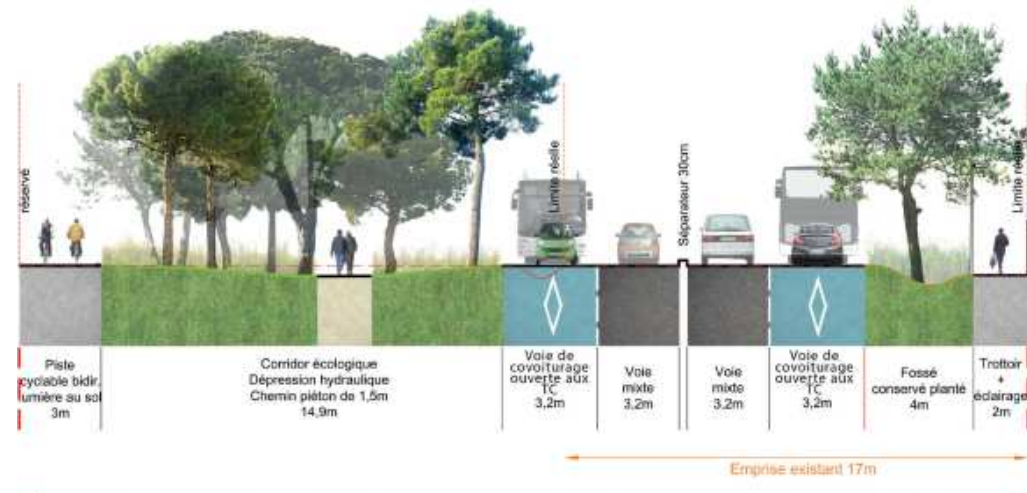 réservé
Limite réelle
Séparateur 30cm
Limite réelle
Piste
cyclable bidir.
lumière au sol
3m
Corridor écologique
Dépression hydraulique
Chemin piéton de 1,5m
14,9m
Voie de
covoiturage
ouverte aux
TC
3,2m
Voie
mixte
3,2m
Voie
mixte
3,2m
Voie de
covoiturage
ouverte aux
TC
3,2m
Fossé
conservé planté
4m
Trottoir
+
éclairage
2m
Emprise existant 17m